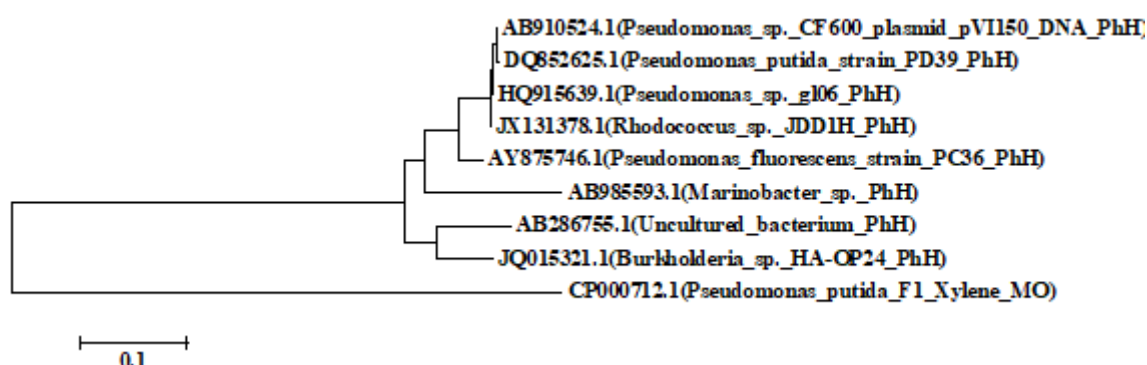 AB910524.1(Pseudomonas_sp._CF600_plasmid_pVI150_DNA_PhH)
DQ852625.1(Pseudomonas_putida_strain_PD39_PhH)
HQ915639.1(Pseudomonas_sp._gl06_PhH)
JX131378.1(Rhodococcus_sp._JDD1H_PhH)
AY875746.1(Pseudomonas_fluorescens_strain_PC36_PhH)
AB985593.1(Marinobacter_sp._PhH)
AB286755.1(Uncultured_bacterium_PhH)
JQ015321.1(Burkholderia_sp._HA-OP24_PhH)
CP000712.1(Pseudomonas_putida_F1_Xylene_MO)
0.1